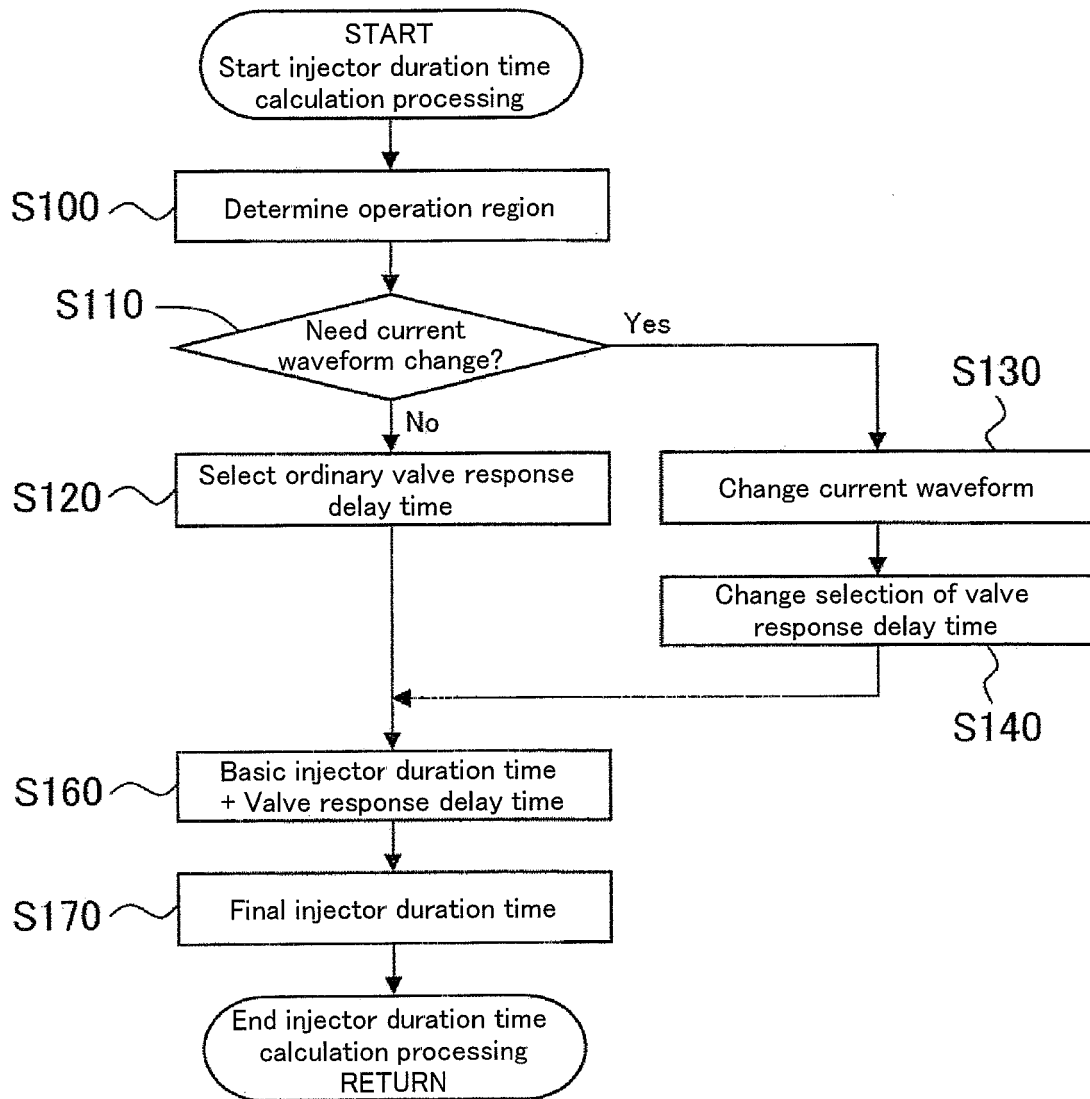 START
Start injector duration time
calculation processing
S100
Determine operation region
S110
Need current
waveform change?
Yes
No
S130
Change current waveform
S120
Select ordinary valve response
delay time
Change selection of valve
response delay time
S140
S160
Basic injector duration time
+ Valve response delay time
S170
Final injector duration time
End injector duration time
calculation processing
RETURN